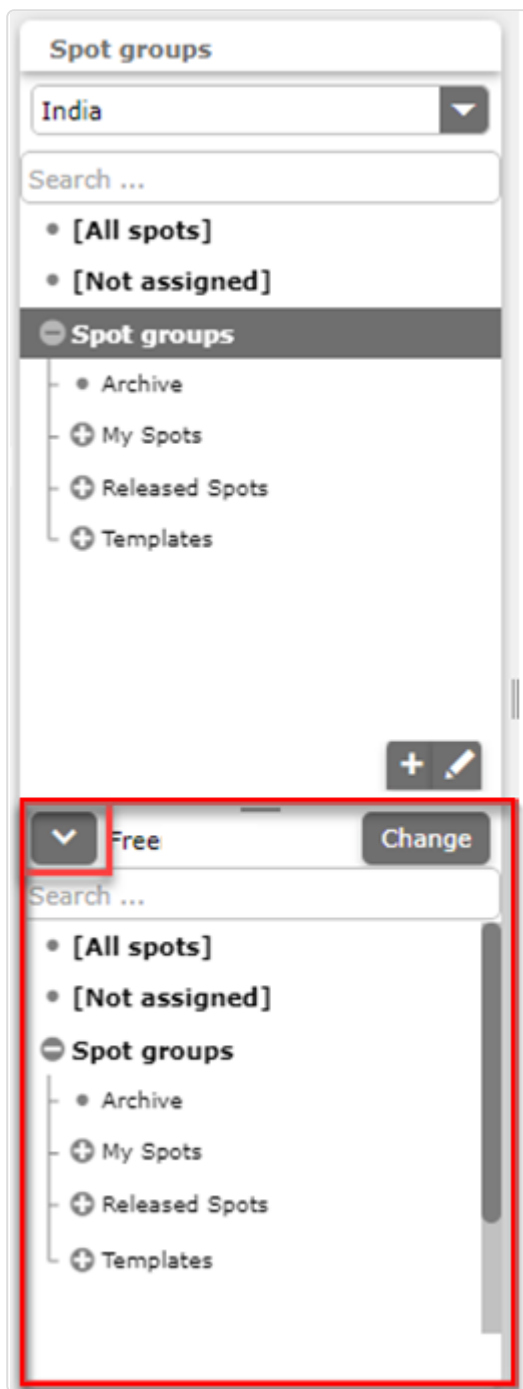 Spot groups
India
Search ...
[All spots]
[Not assigned]
Spot groups
Archive
My Spots
Released Spots
Templates
Free Change
Search ...
[All spots]
[Not assigned]
Spot groups
Archive
My Spots
Released Spots
Templates